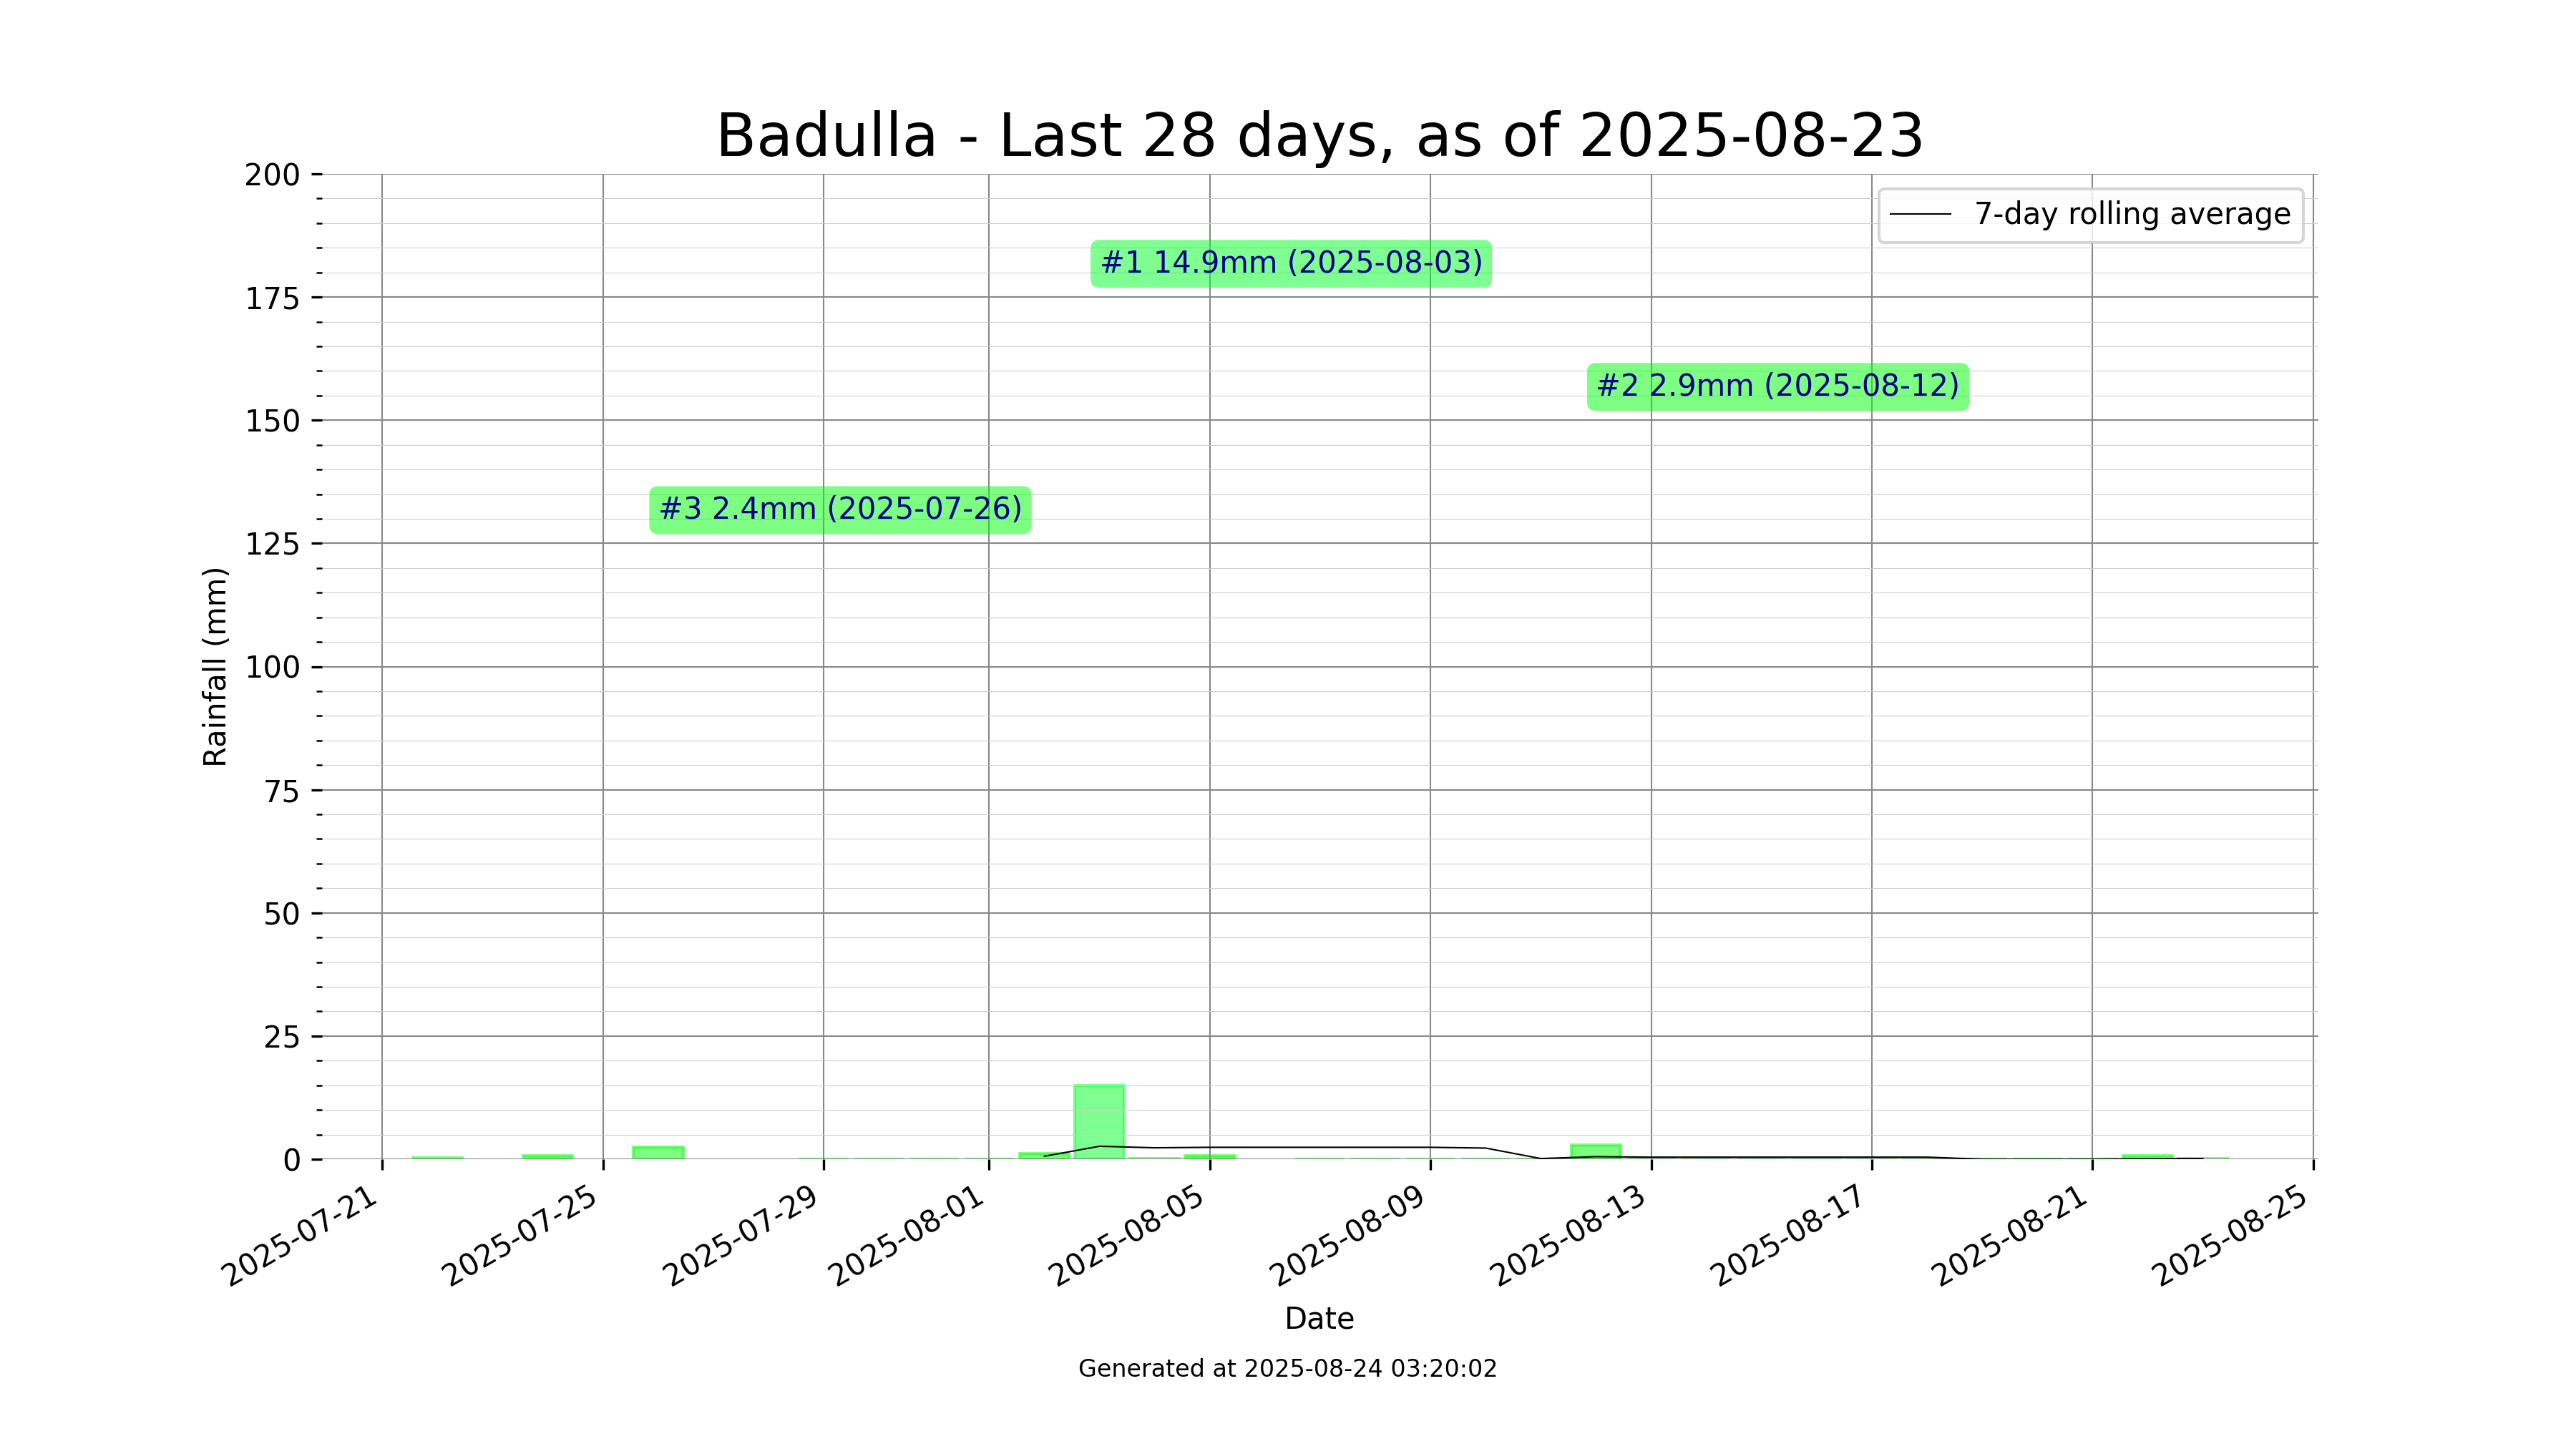 Badulla - Last 28 days, as of 2025-08-23
7-day rolling average
#1 14.9mm (2025-08-03)
#2 2.9mm (2025-08-12)
#3 2.4mm (2025-07-26)
Rainfall (mm)
200
175
150
125
100
75
50
25
0
2025-07-21
2025-07-25
2025-07-29
2025-08-01
2025-08-05
2025-08-09
2025-08-13
2025-08-17
2025-08-21
2025-08-25
Date
Generated at 2025-08-24 03:20:02